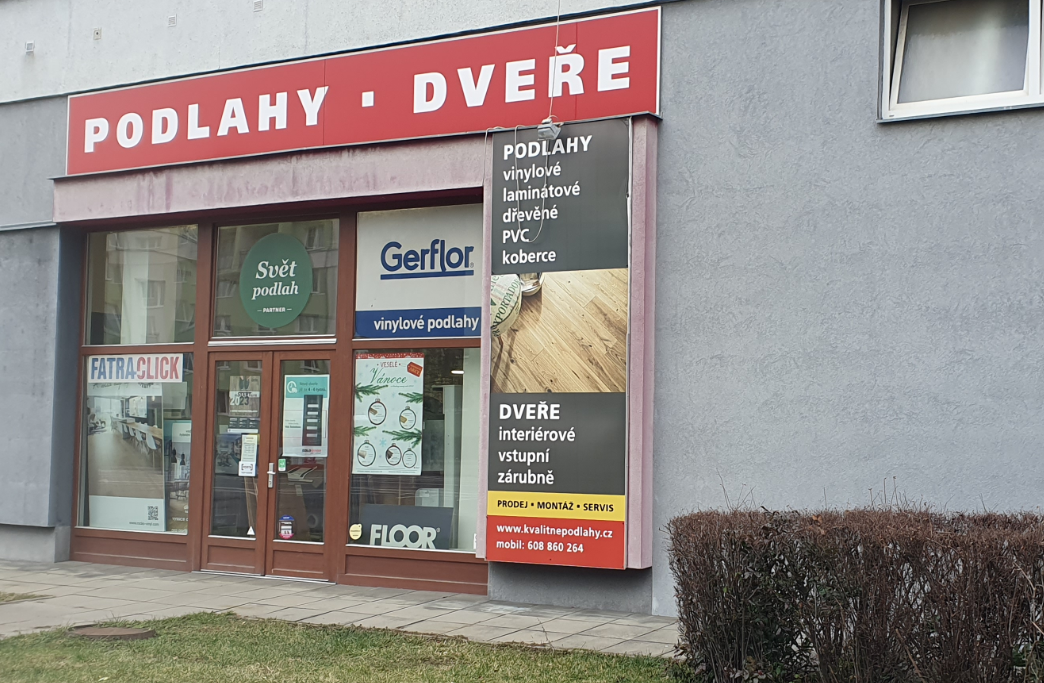 PODLAHY · DVEŘE
PODLAHY
vinylové
laminátové
dřevěné
PVC
koberce
Svět
podlah
— PARTNER —
Gerflor
vinylové podlahy
FATRACLICK
• VESELÉ •
Vánoce
FLOOR
DVEŘE
interiérové
vstupní
zárubně
PRODEJ • MONTÁŽ • SERVIS
www.kvalitnepodlahy.cz
mobil: 608 860 264